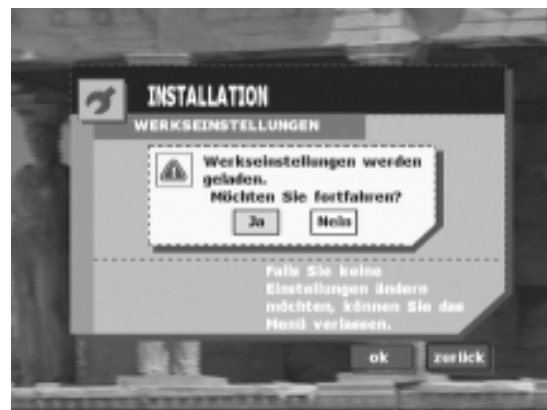 INSTALLATION
WERKSEINSTELLUNGEN
Werkseinstellungen werden
geladen.
Möchten Sie fortfahren?
Ja Nein
Falls Sie keine
Einstellungen ändern
möchten, können Sie das
Menü verlassen.
ok zurück